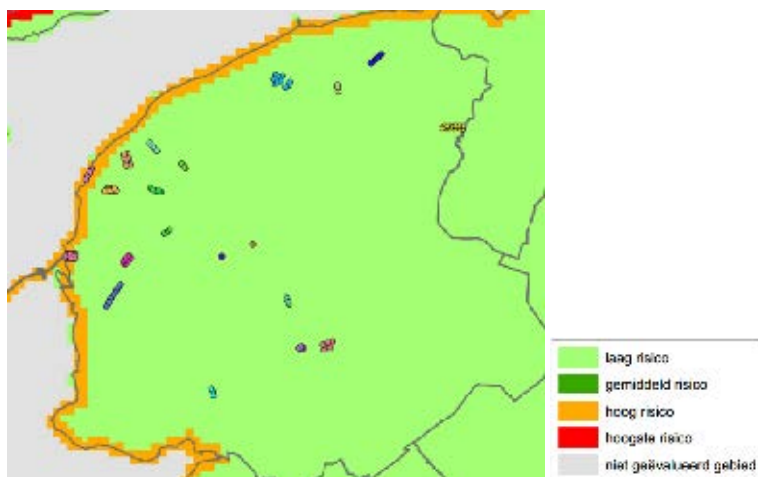 laag risico
gemiddeld risico
hoog risico
hoogste risico
niet geëvalueerd gebied